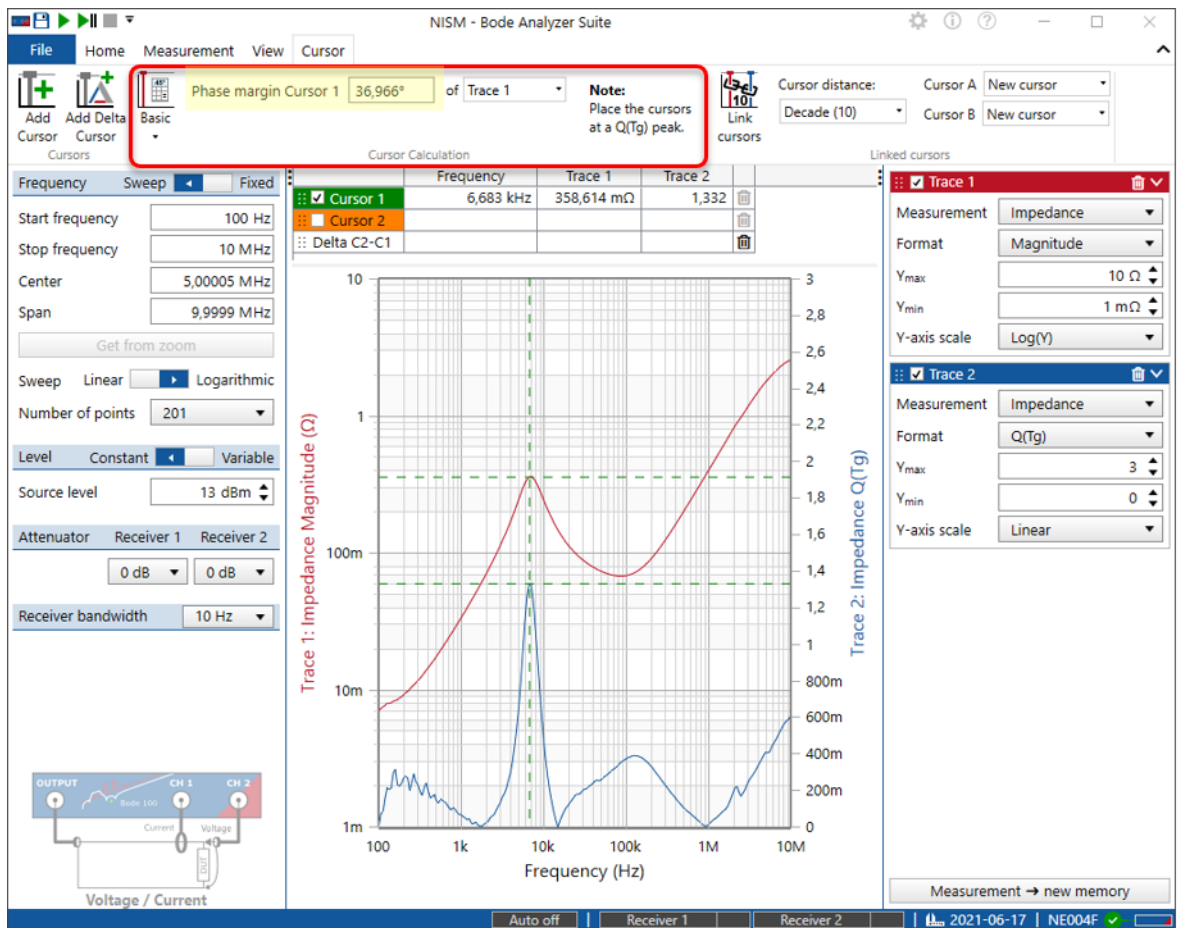 NISM - Bode Analyzer Suite
File Home Measurement View Cursor
Add Cursor
Add Delta Cursor
Cursors
Basic
45°
Phase margin Cursor 1 36,966° of Trace 1
Note:
Place the cursors
at a Q(Tg) peak.
Cursor Calculation
10
Link cursors
Cursor distance:
Decade (10)
Cursor A New cursor
Cursor B New cursor
Linked cursors
Frequency Sweep Fixed
Start frequency 100 Hz
Stop frequency 10 MHz
Center 5,00005 MHz
Span 9,9999 MHz
Get from zoom
Sweep Linear Logarithmic
Number of points 201
Level Constant Variable
Source level 13 dBm
Attenuator Receiver 1 Receiver 2
0 dB 0 dB
Receiver bandwidth 10 Hz
OUTPUT CH 1 CH 2
Bode 100
Current Voltage
DUT
Voltage / Current
Frequency Trace 1 Trace 2
Cursor 1 6,683 kHz 358,614 mΩ 1,332
Cursor 2
Delta C2-C1
Trace 1: Impedance Magnitude (Ω)
10
1
100m
10m
1m
3
2,8
2,6
2,4
2,2
2
1,8
1,6
1,4
1,2
1
800m
600m
400m
200m
0
Trace 2: Impedance Q(Tg)
100 1k 10k 100k 1M 10M
Frequency (Hz)
Trace 1
Measurement Impedance
Format Magnitude
Ymax 10 Ω
Ymin 1 mΩ
Y-axis scale Log(Y)
Trace 2
Measurement Impedance
Format Q(Tg)
Ymax 3
Ymin 0
Y-axis scale Linear
Measurement → new memory
Auto off Receiver 1 Receiver 2 2021-06-17 NE004F